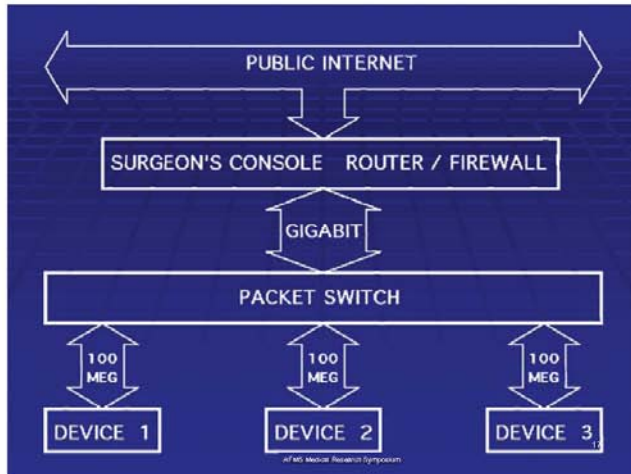 PUBLIC INTERNET
SURGEON'S CONSOLE ROUTER / FIREWALL
GIGABIT
PACKET SWITCH
100 100 100
MEG MEG MEG
DEVICE 1 DEVICE 2 DEVICE 3
17
AFMS Medical Research Symposium